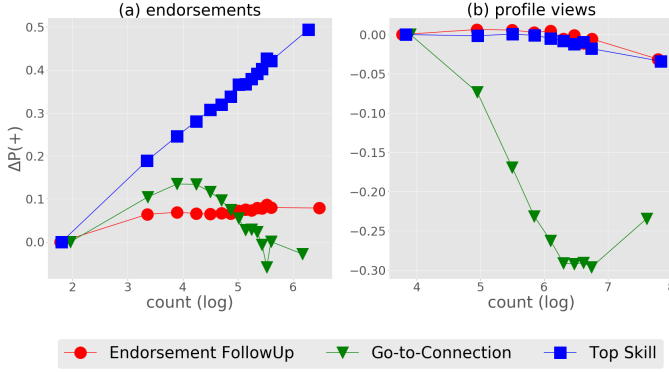 (a) endorsements
(b) profile views
0.5
0.4
0.3
0.2
0.1
0.0
ΔP(+)
2
3
4
5
6
count (log)
0.00
−0.05
−0.10
−0.15
−0.20
−0.25
−0.30
4
5
6
7
8
count (log)
Endorsement FollowUp
Go-to-Connection
Top Skill